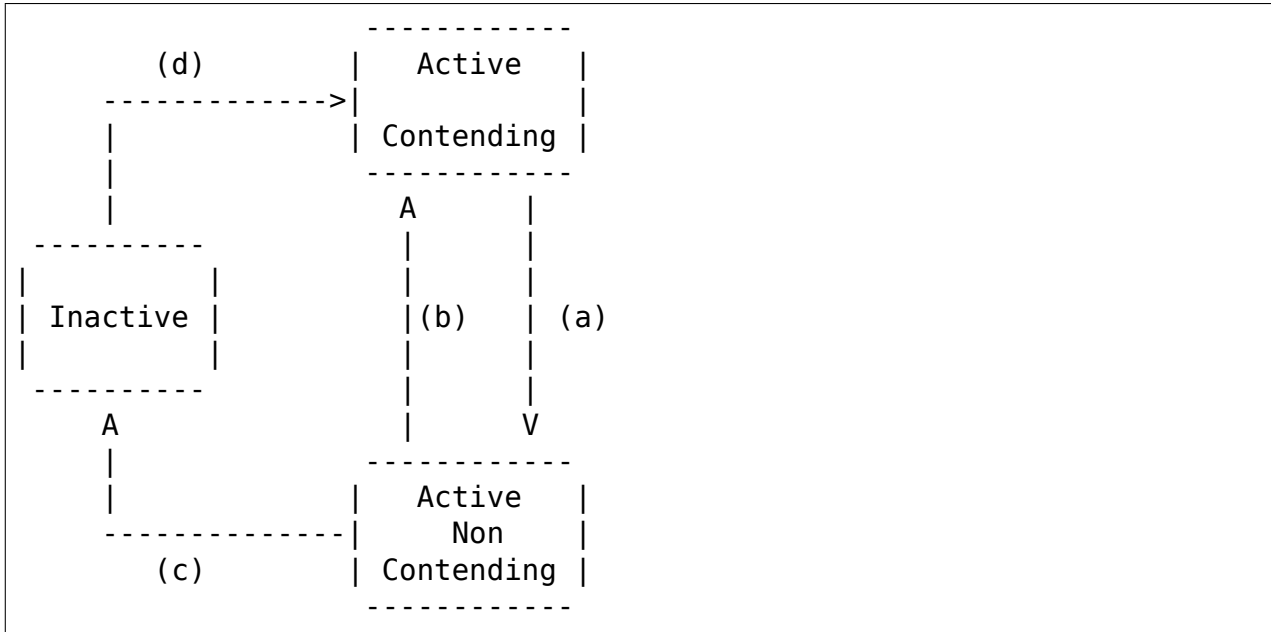 Active
(d)
Contending
A
Inactive
(b) (a)
A V
Active
Non
(c) Contending